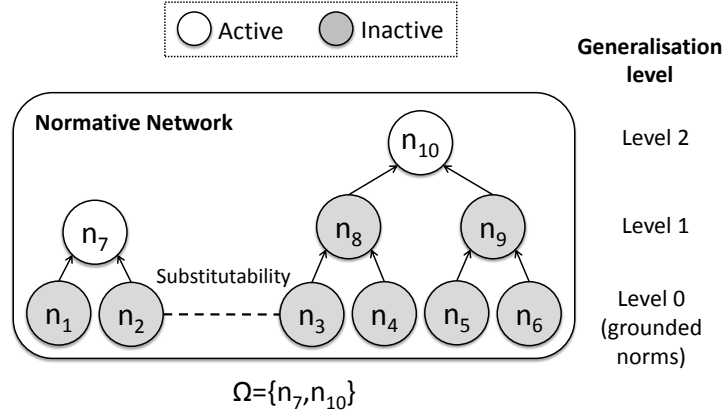 Active
Inactive
Generalisation
level
Normative Network
n10
Level 2
n7
n8
n9
Level 1
Substitutability
n1
n2
n3
n4
n5
n6
Level 0
(grounded
norms)
Ω={n7,n10}